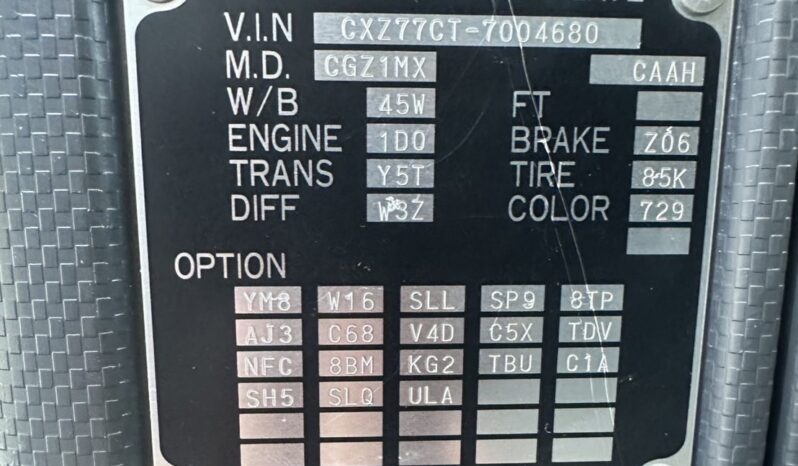 V.I.N CXZ77CT-7004680
M.D. CGZ1MX CAAH
W/B 45W FT
ENGINE 1D0 BRAKE Z06
TRANS Y5T TIRE 85K
DIFF W3Z COLOR 729
OPTION
YM8 W16 SLL SP9 8TP
AJ3 C68 V4D C5X TDV
NFC 8BM KG2 TBU C1A
SH5 SLQ ULA